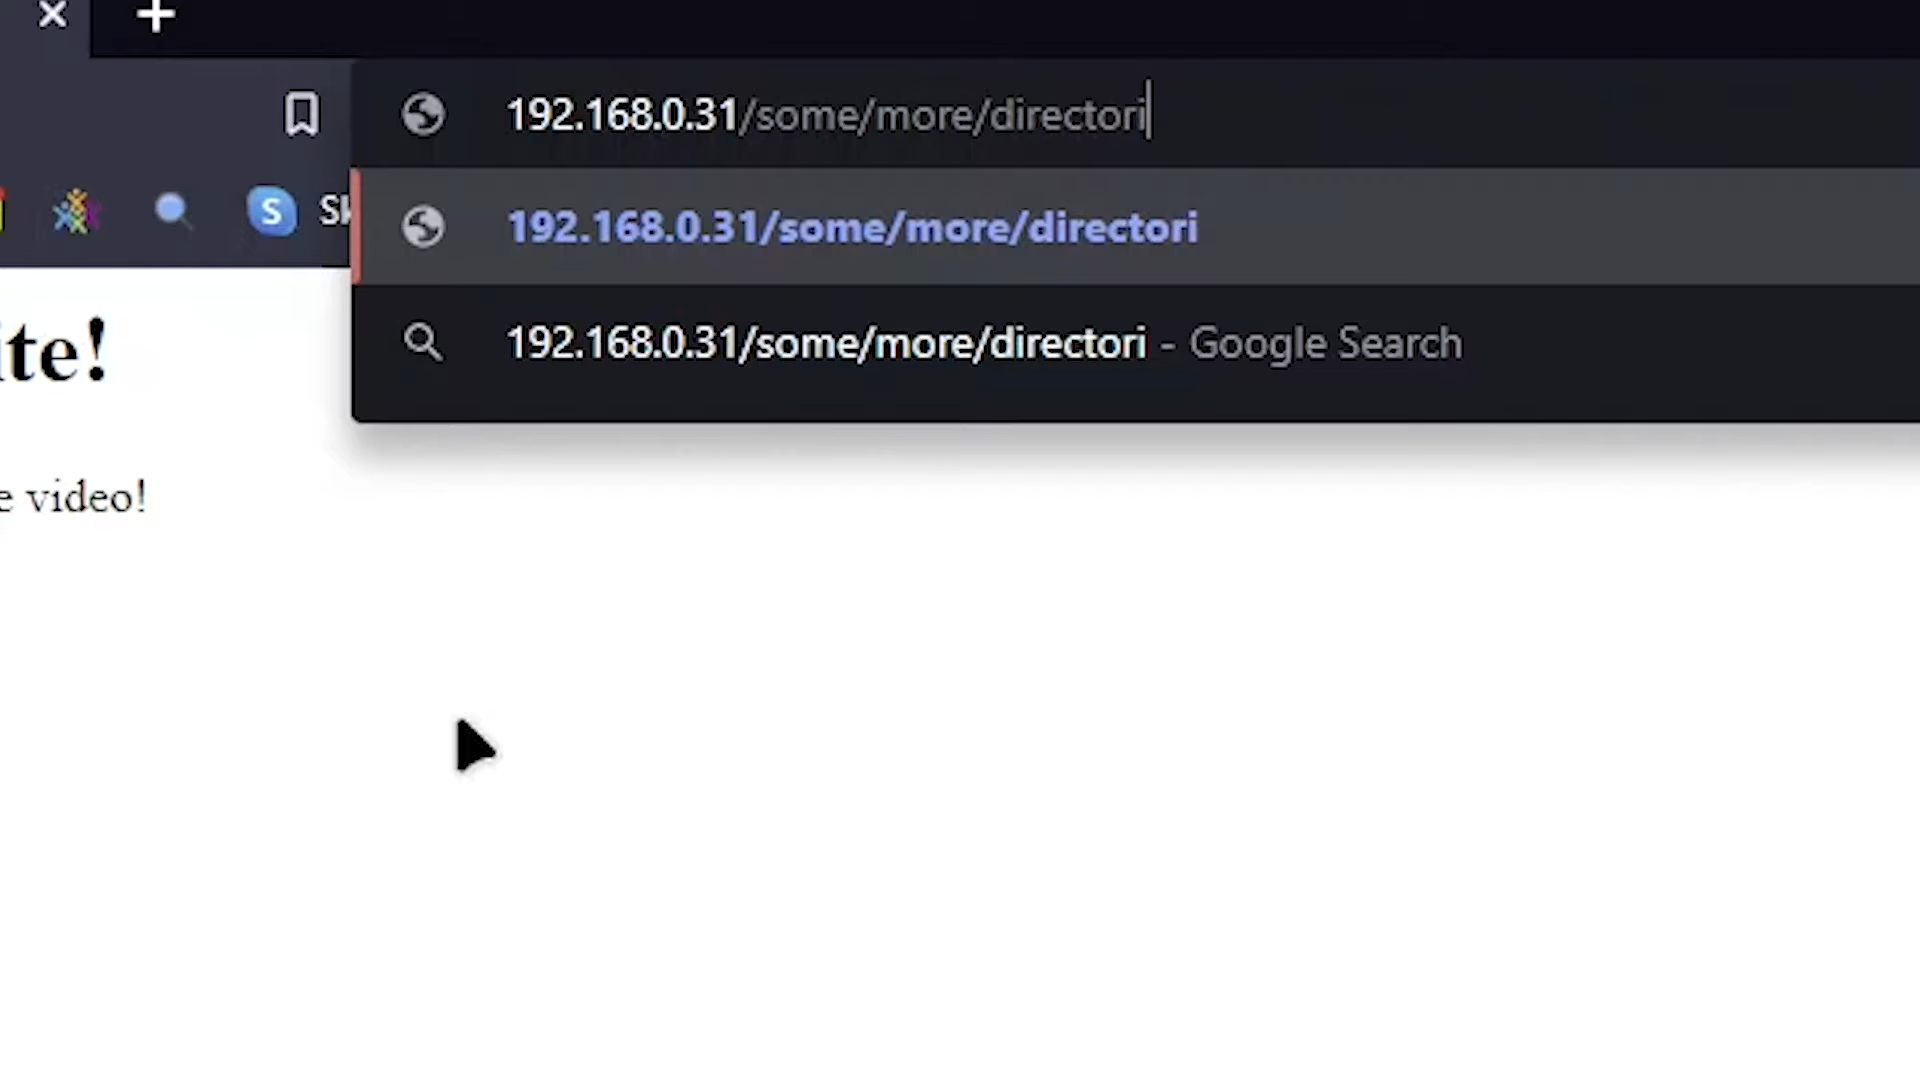 192.168.0.31/some/more/directori
192.168.0.31/some/more/directori
S Sk
192.168.0.31/some/more/directori - Google Search
ite!
e video!